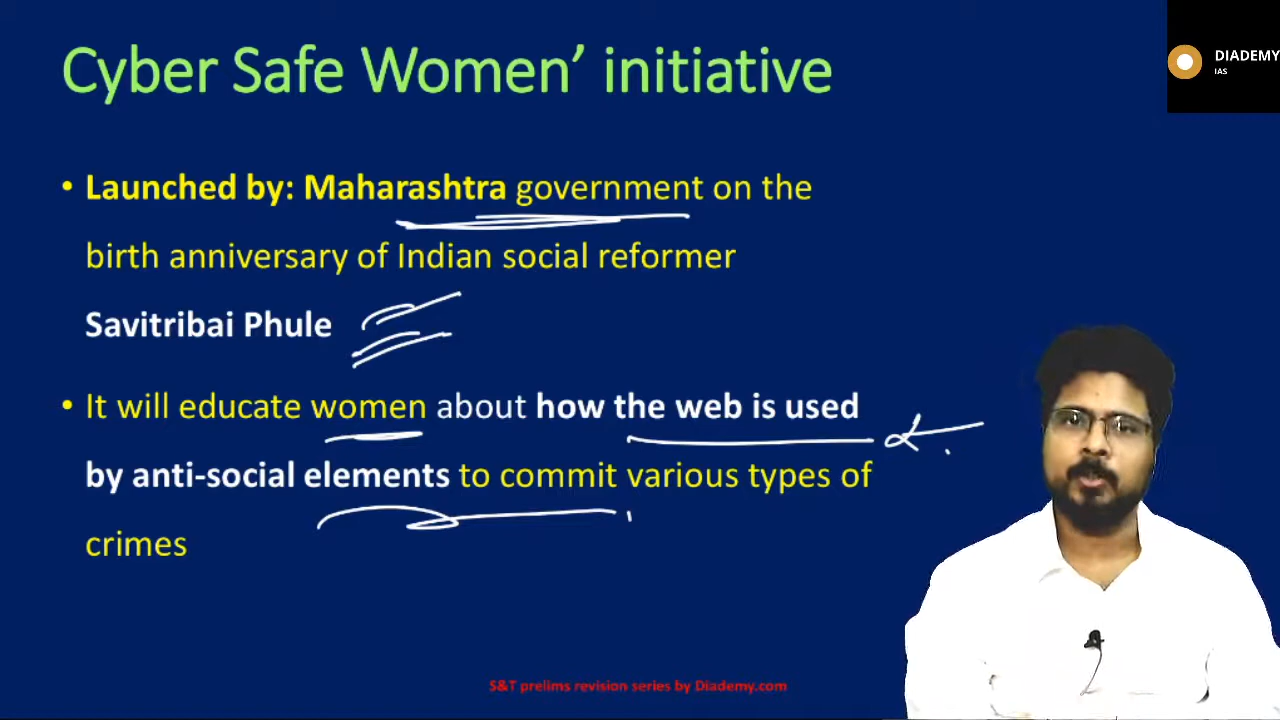 Cyber Safe Women’ initiative
DIADEMY
IAS
• Launched by: Maharashtra government on the
birth anniversary of Indian social reformer
Savitribai Phule
• It will educate women about how the web is used
by anti-social elements to commit various types of
crimes
S&T prelims revision series by Diademy.com